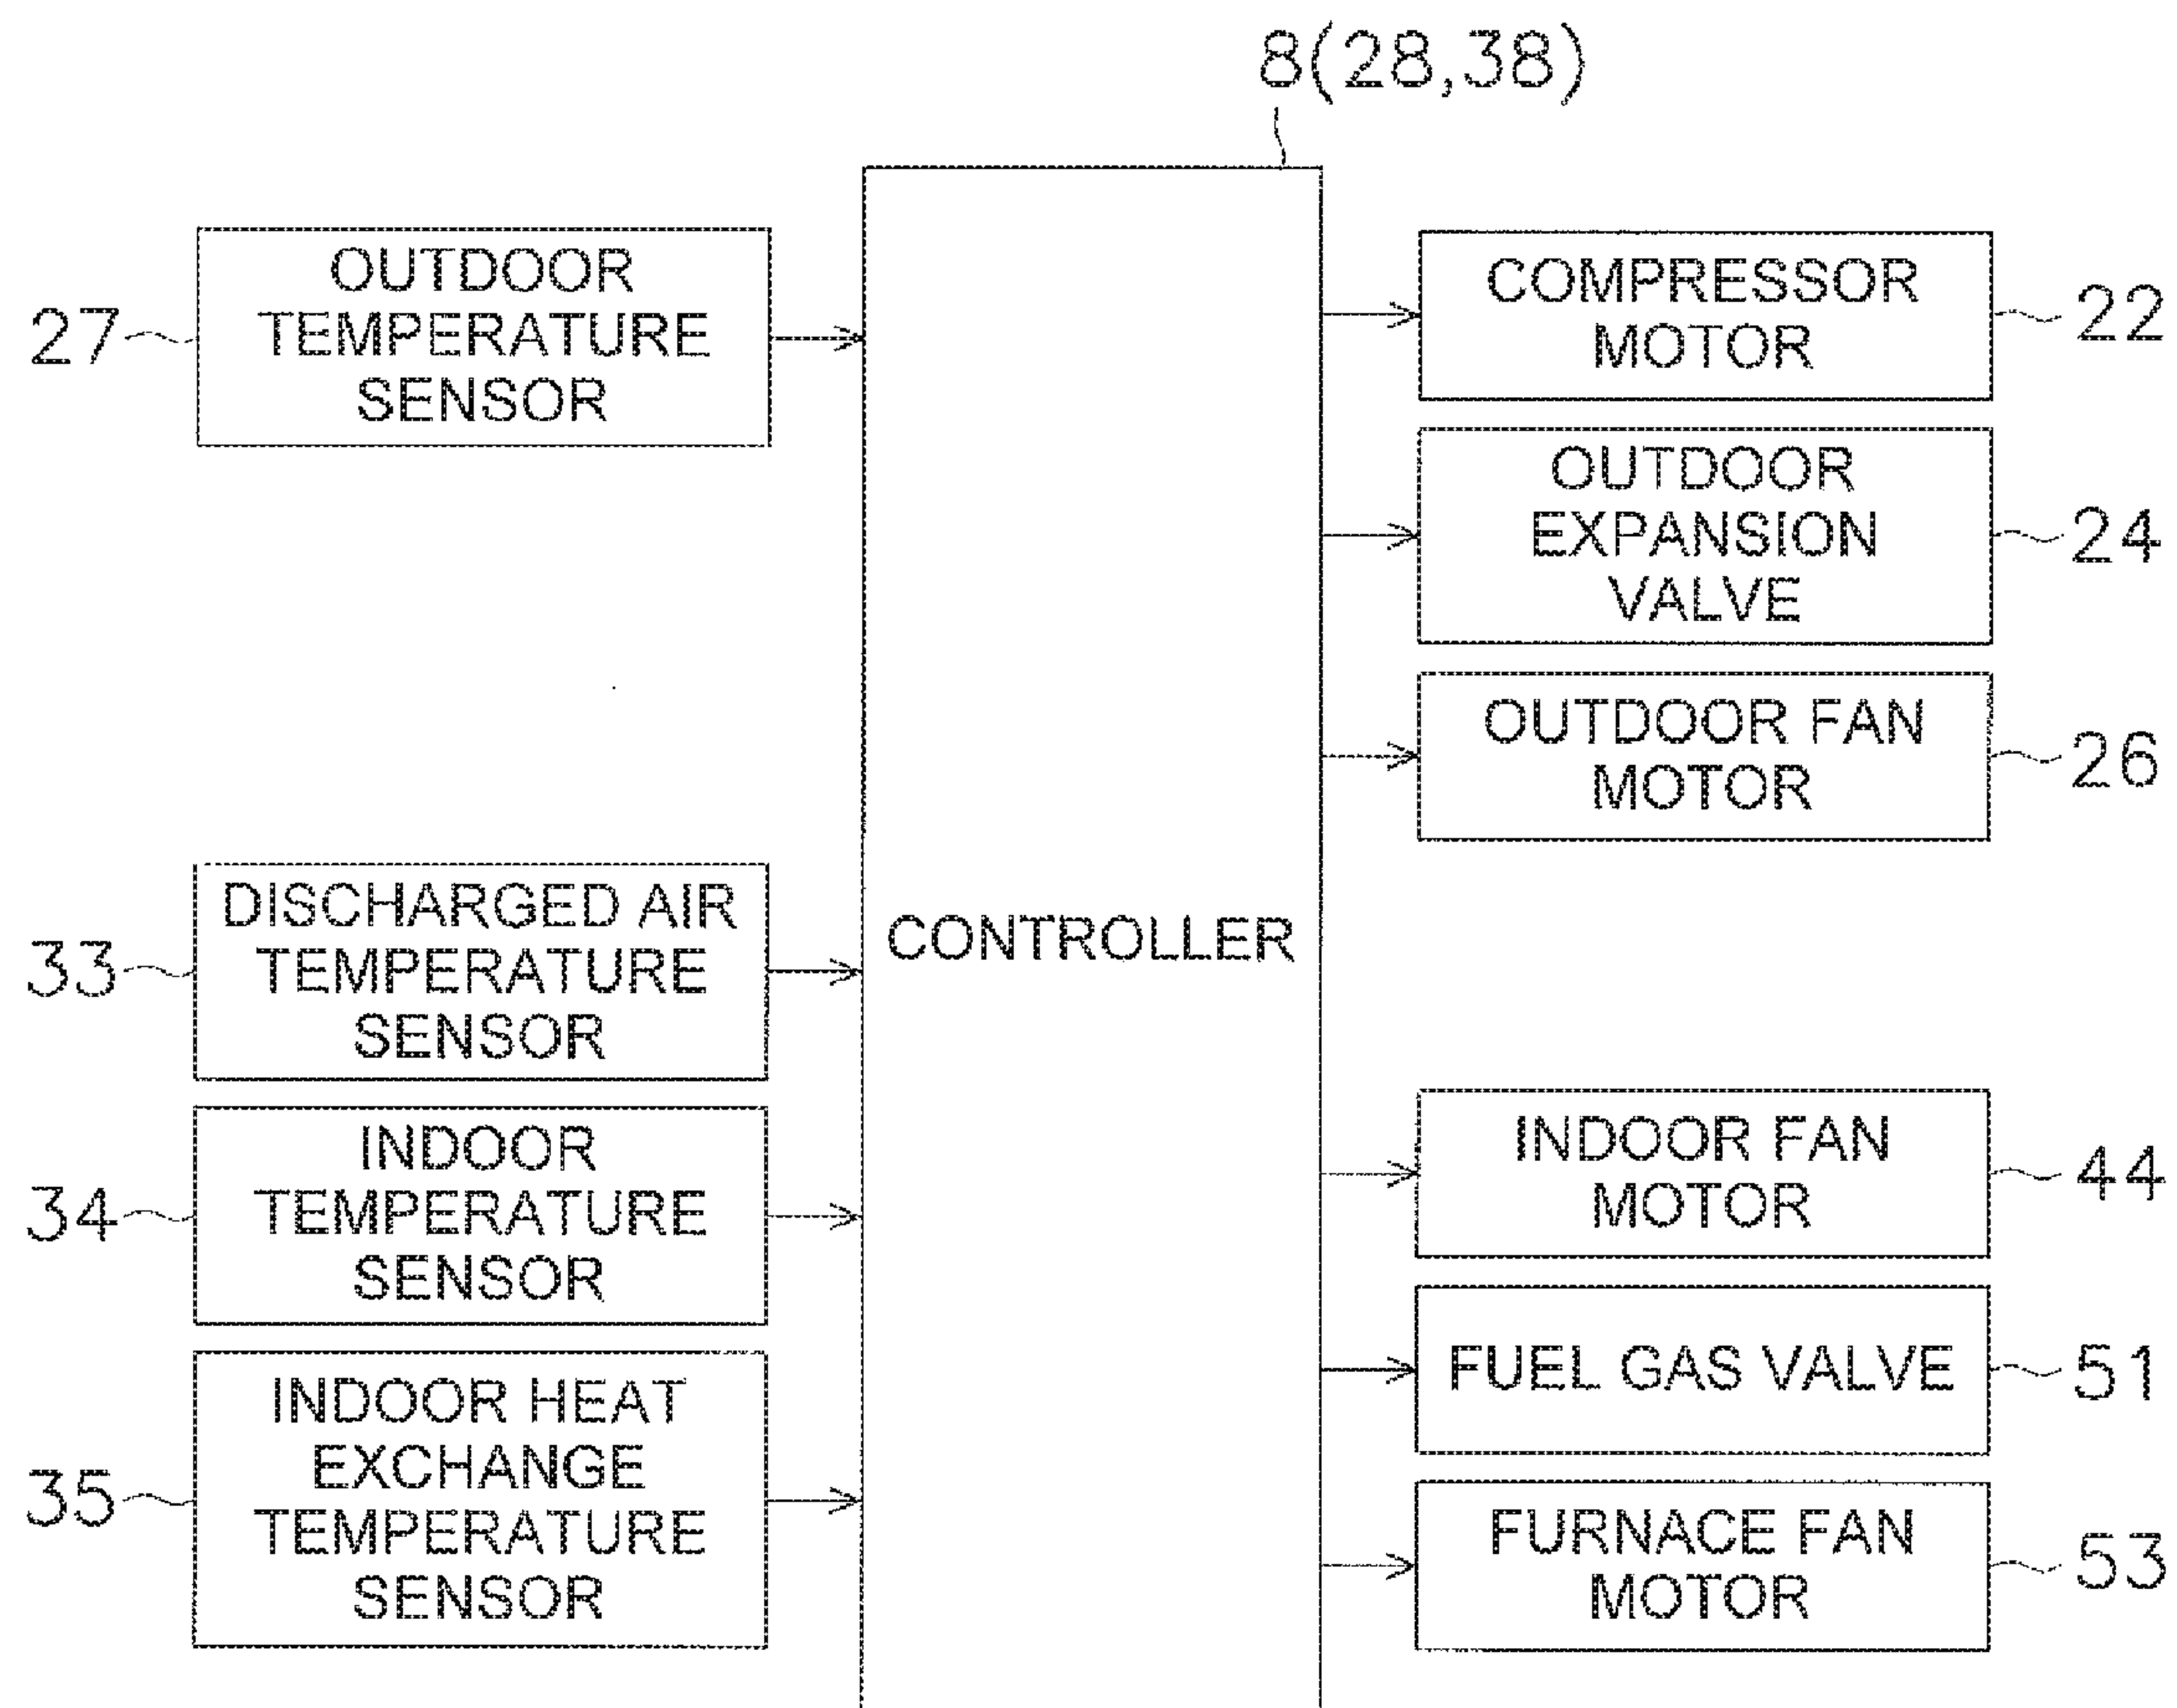 8(28,38)
27
OUTDOOR
TEMPERATURE
SENSOR
33
DISCHARGED AIR
TEMPERATURE
SENSOR
34
INDOOR
TEMPERATURE
SENSOR
35
INDOOR HEAT
EXCHANGE
TEMPERATURE
SENSOR
CONTROLLER
COMPRESSOR
MOTOR
22
OUTDOOR
EXPANSION
VALVE
24
OUTDOOR FAN
MOTOR
26
INDOOR FAN
MOTOR
44
FUEL GAS VALVE
51
FURNACE FAN
MOTOR
53